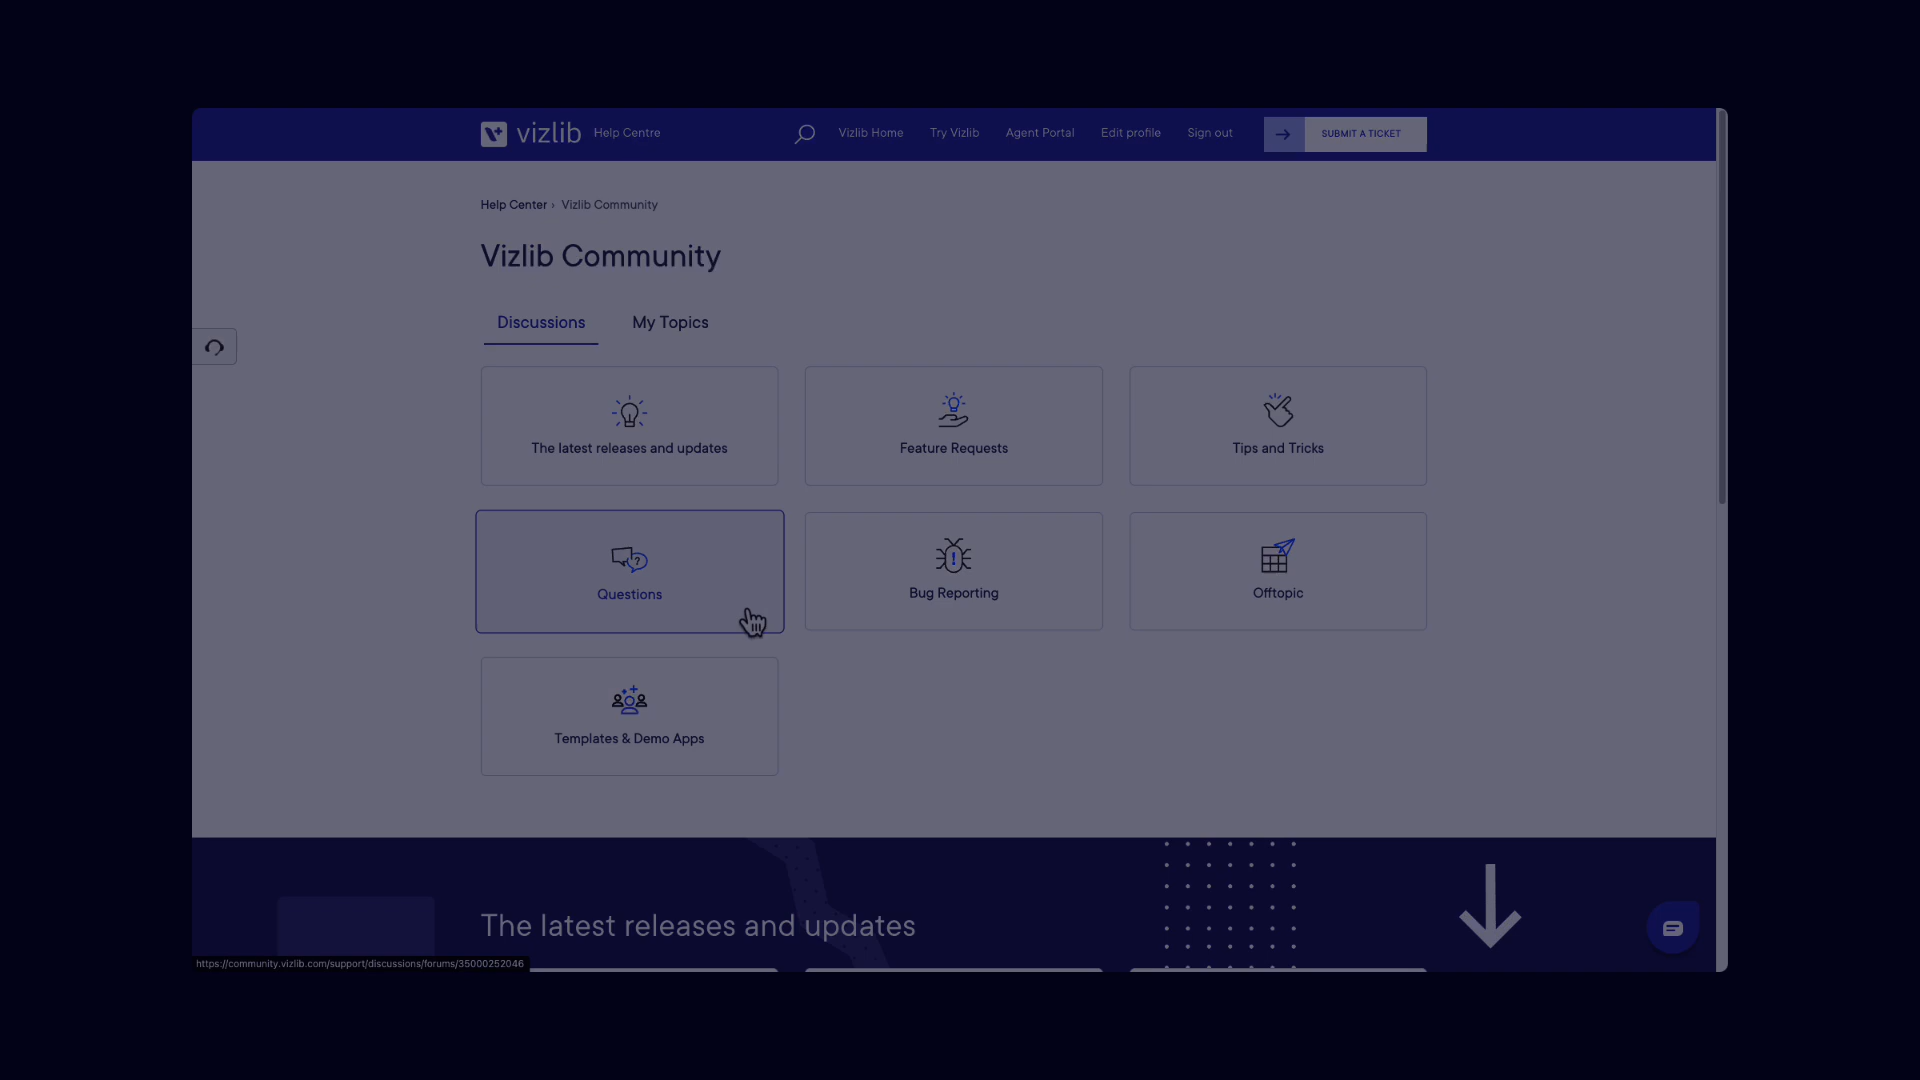 vizlib Help Centre
Vizlib Home
Try Vizlib
Agent Portal
Edit profile
Sign out
SUBMIT A TICKET
Help Center › Vizlib Community
Vizlib Community
Discussions
My Topics
The latest releases and updates
Feature Requests
Tips and Tricks
Questions
Bug Reporting
Offtopic
Templates & Demo Apps
The latest releases and updates
https://community.vizlib.com/support/discussions/forums/35000252046